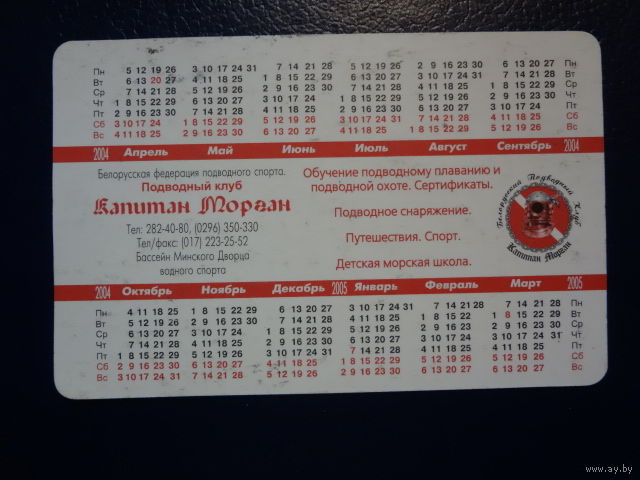 Пн 5 12 19 26 3 10 17 24 31 7 14 21 28 5 12 19 26 2 9 16 23 30 6 13 20 27 Пн
Вт 6 13 20 27 4 11 18 25 1 8 15 22 29 6 13 20 27 3 10 17 24 31 7 14 21 28 Вт
Ср 7 14 21 28 5 12 19 26 2 9 16 23 30 7 14 21 28 4 11 18 25 1 8 15 22 29 Ср
Чт 1 8 15 22 29 6 13 20 27 3 10 17 24 1 8 15 22 29 5 12 19 26 2 9 16 23 30 Чт
Пт 2 9 16 23 30 7 14 21 28 4 11 18 25 2 9 16 23 30 6 13 20 27 3 10 17 24 Пт
Сб 3 10 17 24 1 8 15 22 29 5 12 19 26 3 10 17 24 31 7 14 21 28 4 11 18 25 Сб
Вс 4 11 18 25 2 9 16 23 30 6 13 20 27 4 11 18 25 1 8 15 22 29 5 12 19 26 Вс
2004 Апрель Май Июнь Июль Август Сентябрь 2004
Белорусская федерация подводного спорта.
Подводный клуб
Капитан Морган
Тел: 282-40-80, (0296) 350-330
Тел/факс: (017) 223-25-52
Бассейн Минского Дворца
водного спорта
Обучение подводному плаванию и
подводной охоте. Сертификаты.
Подводное снаряжение.
Путешествия. Спорт.
Детская морская школа.
Белорусский Подводный Клуб
Капитан Морган
2004 Октябрь Ноябрь Декабрь 2005 Январь Февраль Март 2005
Пн 4 11 18 25 1 8 15 22 29 6 13 20 27 3 10 17 24 31 7 14 21 28 7 14 21 28 Пн
Вт 5 12 19 26 2 9 16 23 30 7 14 21 28 4 11 18 25 1 8 15 22 1 8 15 22 29 Вт
Ср 6 13 20 27 3 10 17 24 1 8 15 22 29 5 12 19 26 2 9 16 23 2 9 16 23 30 Ср
Чт 7 14 21 28 4 11 18 25 2 9 16 23 30 6 13 20 27 3 10 17 24 3 10 17 24 31 Чт
Пт 1 8 15 22 29 5 12 19 26 3 10 17 24 31 7 14 21 28 4 11 18 25 4 11 18 25 Пт
Сб 2 9 16 23 30 6 13 20 27 4 11 18 25 1 8 15 22 29 5 12 19 26 5 12 19 26 Сб
Вс 3 10 17 24 31 7 14 21 28 5 12 19 26 2 9 16 23 30 6 13 20 27 6 13 20 27 Вс
www.ay.by